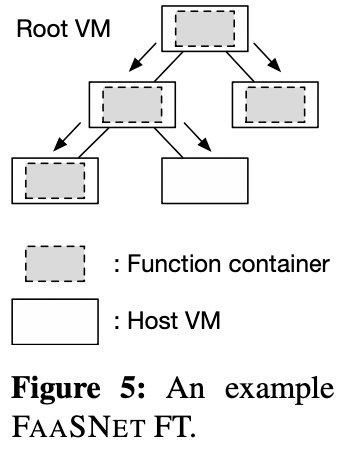 Root VM
: Function container
: Host VM
Figure 5: An example
FAASNET FT.